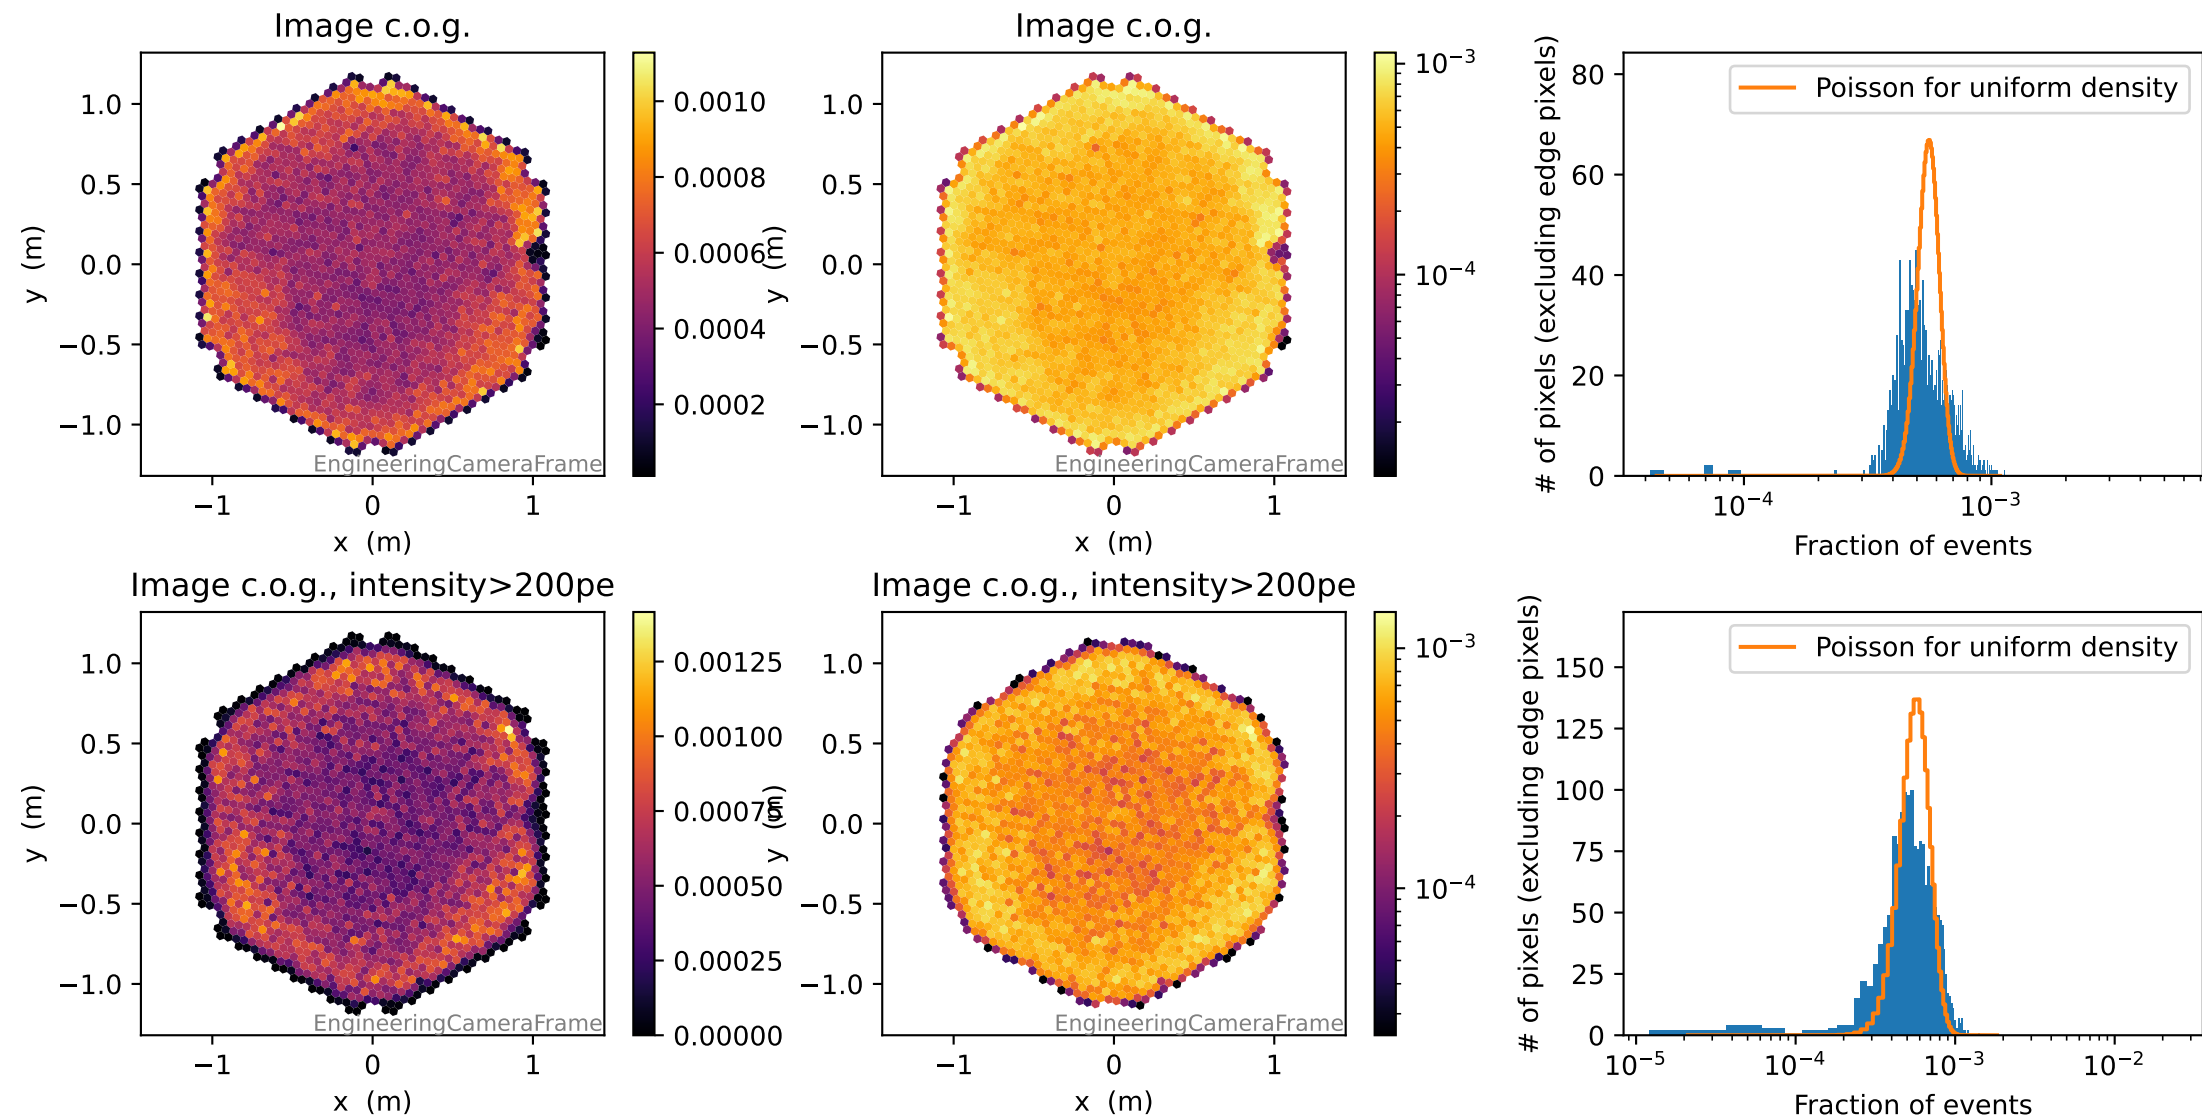 Image c.o.g.
1.0
0.5
0.0
−0.5
−1.0
y (m)
−1
0
1
x (m)
EngineeringCameraFrame
0.0010
0.0008
0.0006
0.0004
0.0002
Image c.o.g.
1.0
0.5
0.0
−0.5
−1.0
y (m)
−1
0
1
x (m)
EngineeringCameraFrame
10−3
10−4
80
60
40
20
0
# of pixels (excluding edge pixels)
Poisson for uniform density
10−4
10−3
Fraction of events
Image c.o.g., intensity>200pe
1.0
0.5
0.0
−0.5
−1.0
y (m)
−1
0
1
x (m)
EngineeringCameraFrame
0.00125
0.00100
0.00075
0.00050
0.00025
0.00000
Image c.o.g., intensity>200pe
1.0
0.5
0.0
−0.5
−1.0
y (m)
−1
0
1
x (m)
EngineeringCameraFrame
10−3
10−4
150
125
100
75
50
25
0
# of pixels (excluding edge pixels)
Poisson for uniform density
10−5
10−4
10−3
10−2
Fraction of events